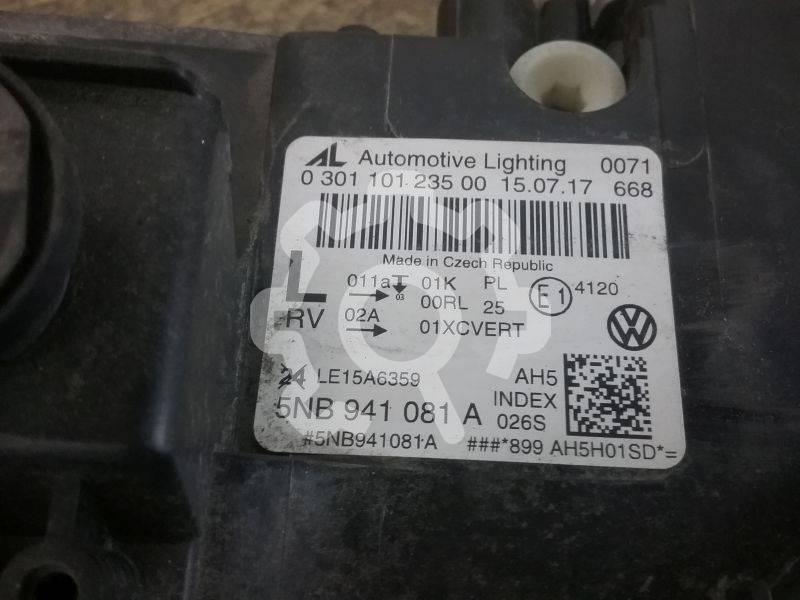 AL Automotive Lighting 0071
0 301 101 235 00 15.07.17 668
Made in Czech Republic
L 011a 03 01K PL E1 4120
00RL 25
RV 02A 01XCVERT
24 LE15A6359 AH5
5NB 941 081 A INDEX
026S
#5NB941081A ###*899 AH5H01SD*=